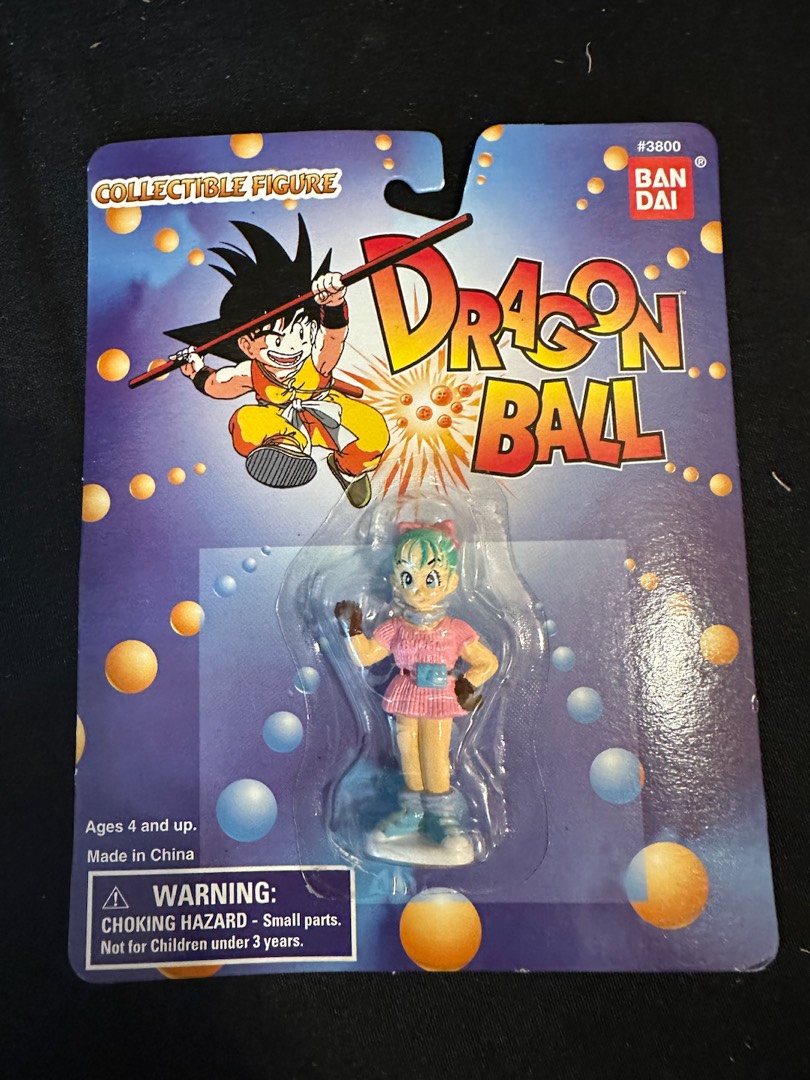 #3800
COLLECTIBLE FIGURE
BAN
DAI
®
DRAGON
BALL
™
Ages 4 and up.
Made in China
WARNING:
CHOKING HAZARD - Small parts.
Not for Children under 3 years.